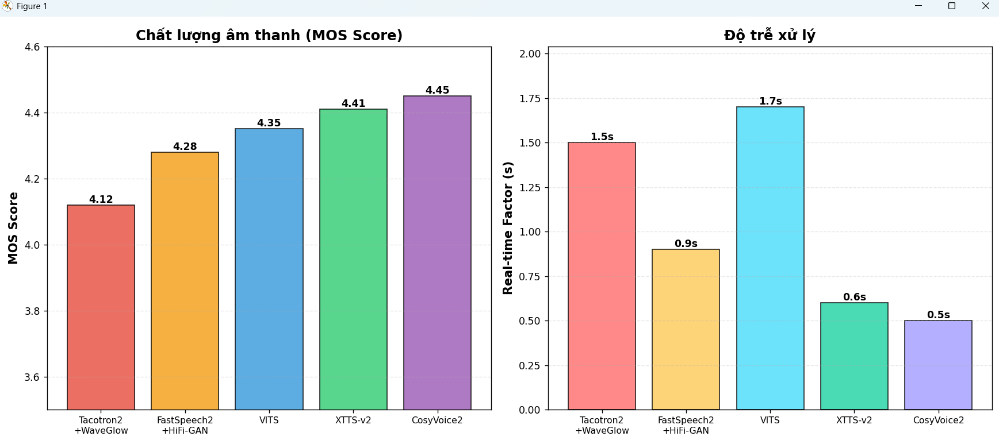 Figure 1
Chất lượng âm thanh (MOS Score)
MOS Score
4.6
4.4
4.2
4.0
3.8
3.6
4.12
4.28
4.35
4.41
4.45
Tacotron2
+WaveGlow
FastSpeech2
+HiFi-GAN
VITS
XTTS-v2
CosyVoice2
Độ trễ xử lý
Real-time Factor (s)
2.00
1.75
1.50
1.25
1.00
0.75
0.50
0.25
0.00
1.5s
0.9s
1.7s
0.6s
0.5s
Tacotron2
+WaveGlow
FastSpeech2
+HiFi-GAN
VITS
XTTS-v2
CosyVoice2